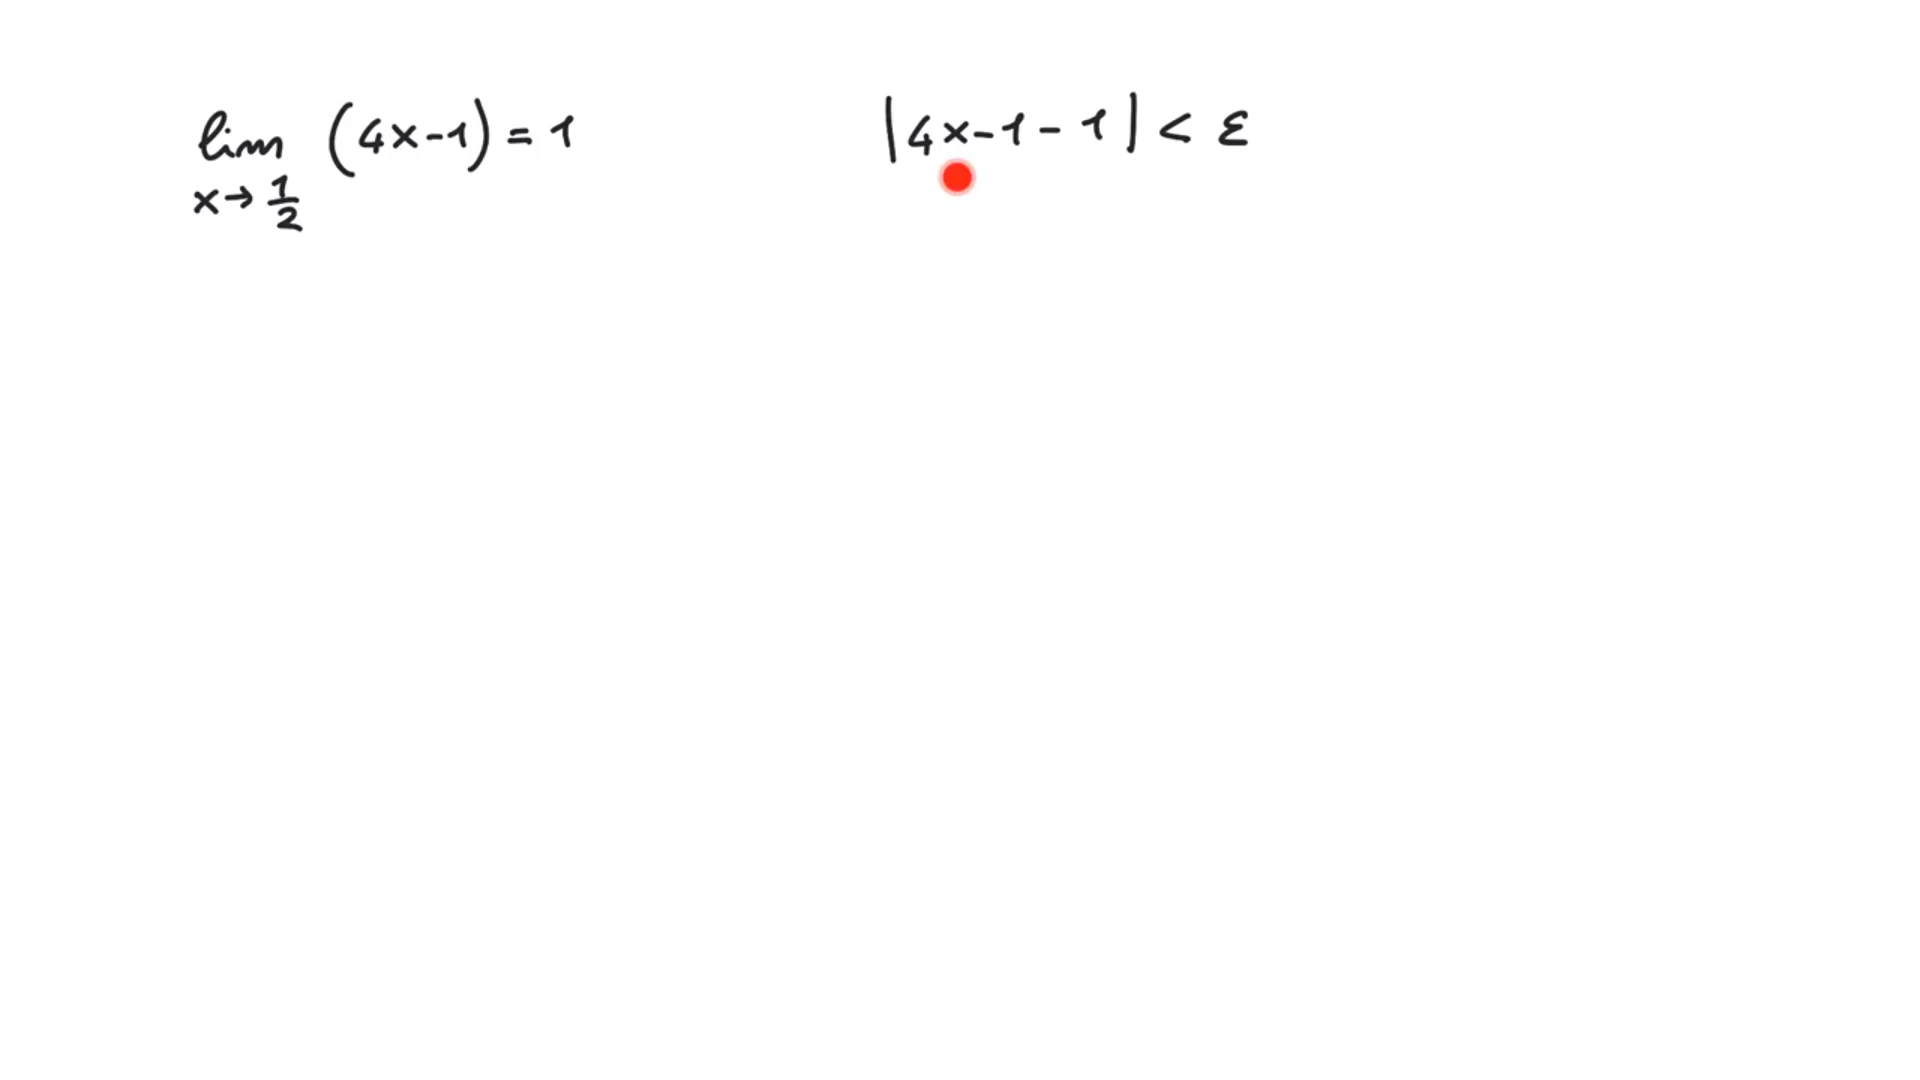 lim (4x-1) = 1
x→1/2
|4x-1-1| < ε